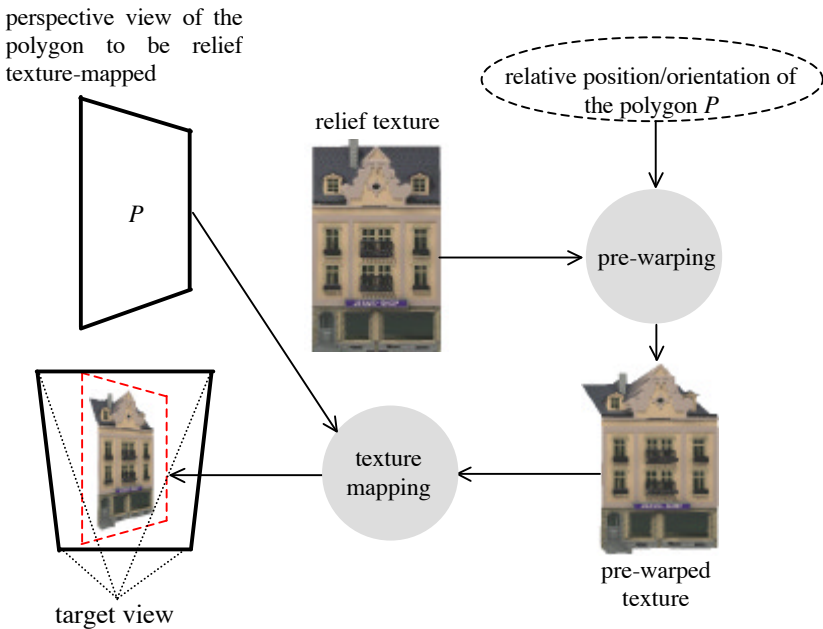 perspective view of the
polygon to be relief
texture-mapped
relative position/orientation of
the polygon P
relief texture
P
pre-warping
texture
mapping
pre-warped
texture
target view